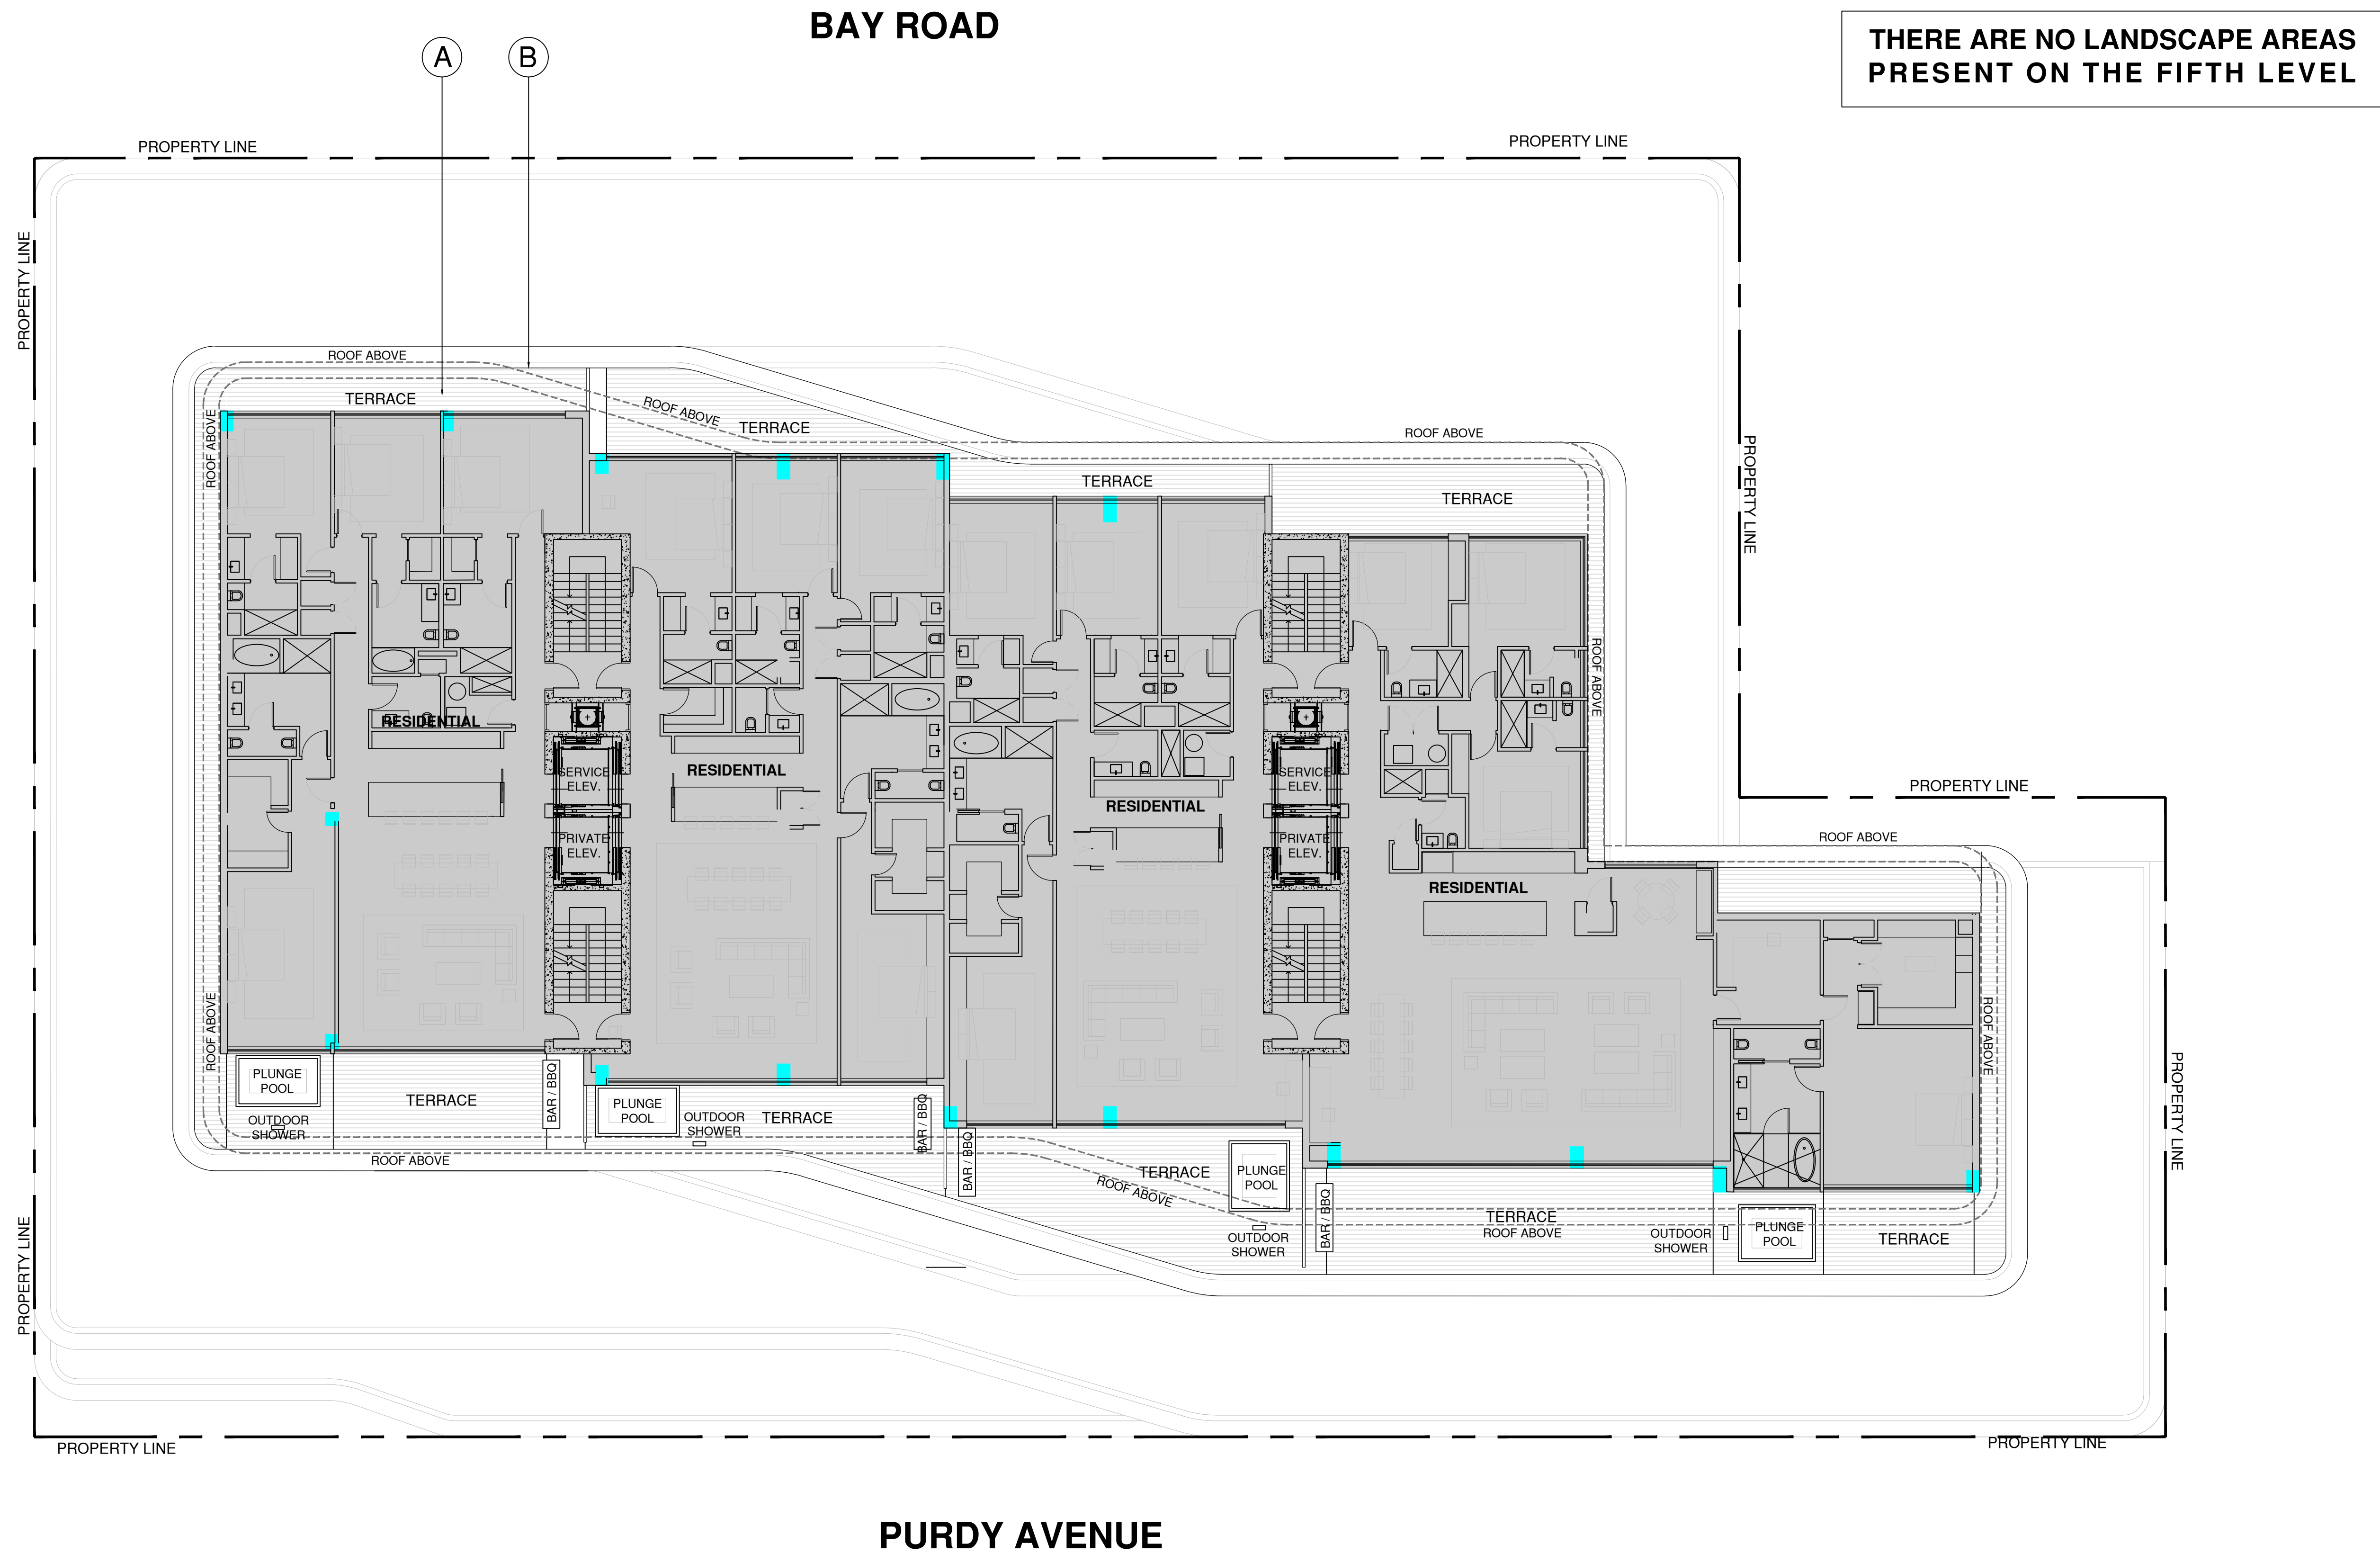 BAY ROAD
THERE ARE NO LANDSCAPE AREAS
PRESENT ON THE FIFTH LEVEL
A
B
PROPERTY LINE
PROPERTY LINE
PROPERTY LINE
PROPERTY LINE
ROOF ABOVE
TERRACE
ROOF ABOVE
ROOF ABOVE
TERRACE
ROOF ABOVE
TERRACE
TERRACE
ROOF ABOVE
RESIDENTIAL
RESIDENTIAL
RESIDENTIAL
RESIDENTIAL
SERVICE
ELEV.
PRIVATE
ELEV.
SERVICE
ELEV.
PRIVATE
ELEV.
PROPERTY LINE
ROOF ABOVE
ROOF ABOVE
ROOF ABOVE
PLUNGE
POOL
OUTDOOR
SHOWER
TERRACE
BAR / BBQ
PLUNGE
POOL
OUTDOOR
SHOWER
TERRACE
BAR / BBQ
BAR / BBQ
ROOF ABOVE
TERRACE
ROOF ABOVE
PLUNGE
POOL
OUTDOOR
SHOWER
BAR / BBQ
TERRACE
ROOF ABOVE
OUTDOOR
SHOWER
PLUNGE
POOL
TERRACE
PROPERTY LINE
PROPERTY LINE
PROPERTY LINE
PROPERTY LINE
PURDY AVENUE